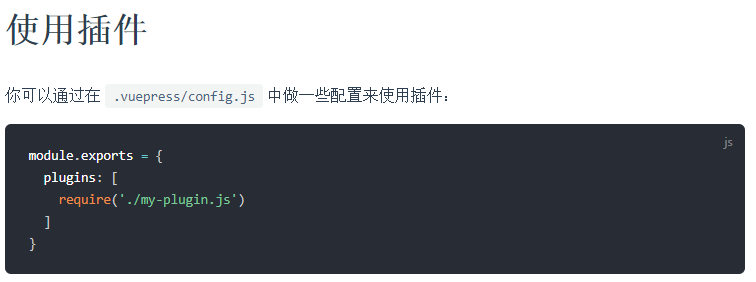 使用插件
你可以通过在 .vuepress/config.js 中做一些配置来使用插件：
js
module.exports = {
  plugins: [
    require('./my-plugin.js')
  ]
}